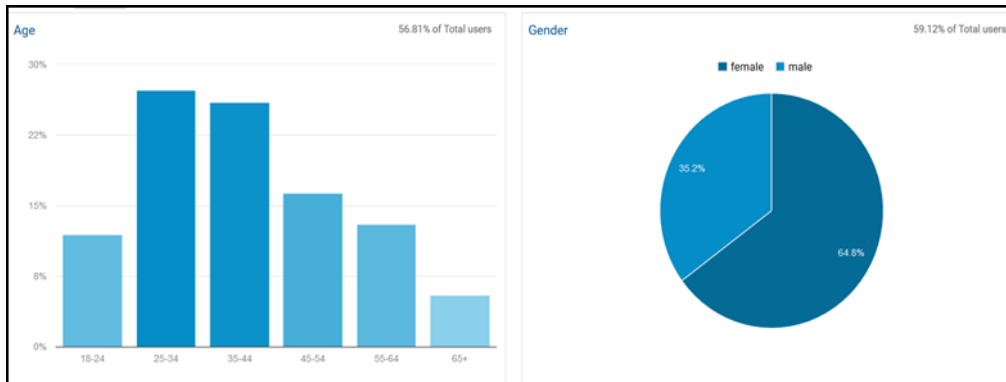 Age
56.81% of Total users
30%
22%
15%
8%
0%
18-24
25-34
35-44
45-54
55-64
65+
Gender
59.12% of Total users
female
male
35.2%
64.8%